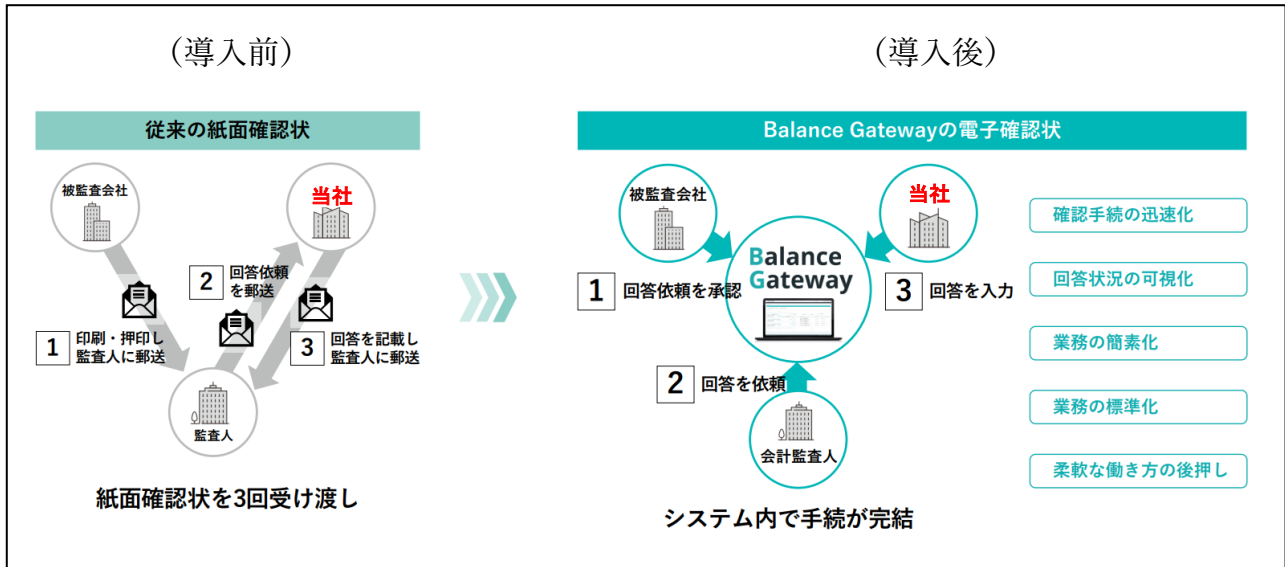 (導入前)
従来の紙面確認状
被監査会社
当社
2
回答依頼
を郵送
1
印刷・押印し
監査人に郵送
3
回答を記載し
監査人に郵送
監査人
紙面確認状を3回受け渡し
(導入後)
Balance Gatewayの電子確認状
被監査会社
当社
Balance
Gateway
1
回答依頼を承認
3
回答を入力
2
回答を依頼
会計監査人
システム内で手続が完結
確認手続の迅速化
回答状況の可視化
業務の簡素化
業務の標準化
柔軟な働き方の後押し